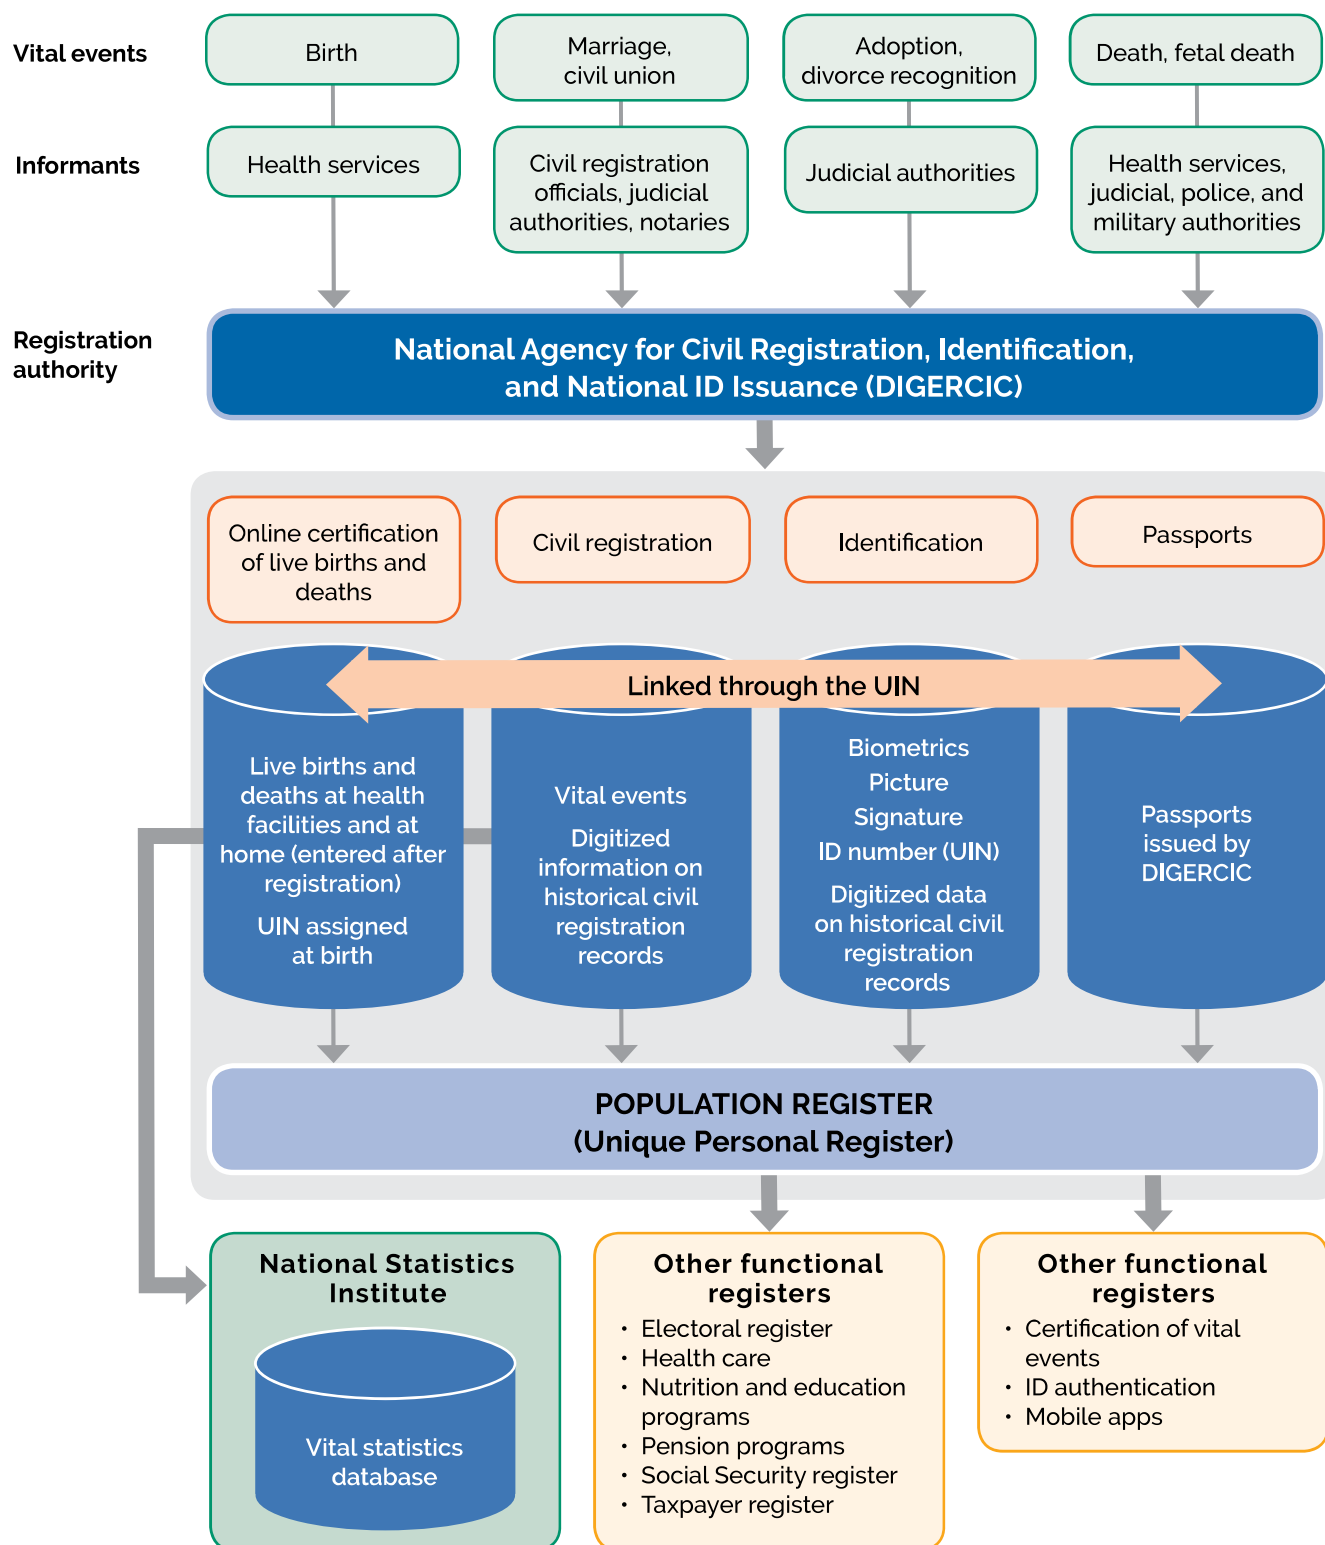 Vital events
Birth
Marriage,
civil union
Adoption,
divorce recognition
Death, fetal death
Informants
Health services
Civil registration
officials, judicial
authorities, notaries
Judicial authorities
Health services,
judicial, police, and
military authorities
Registration
authority
National Agency for Civil Registration, Identification,
and National ID Issuance (DIGERCIC)
Online certification
of live births and
deaths
Civil registration
Identification
Passports
Linked through the UIN
Live births and
deaths at health
facilities and at
home (entered after
registration)
UIN assigned
at birth
Vital events
Digitized
information on
historical civil
registration
records
Biometrics
Picture
Signature
ID number (UIN)
Digitized data
on historical civil
registration
records
Passports
issued by
DIGERCIC
POPULATION REGISTER
(Unique Personal Register)
National Statistics
Institute
Vital statistics
database
Other functional
registers
• Electoral register
• Health care
• Nutrition and education
programs
• Pension programs
• Social Security register
• Taxpayer register
Other functional
registers
• Certification of vital
events
• ID authentication
• Mobile apps